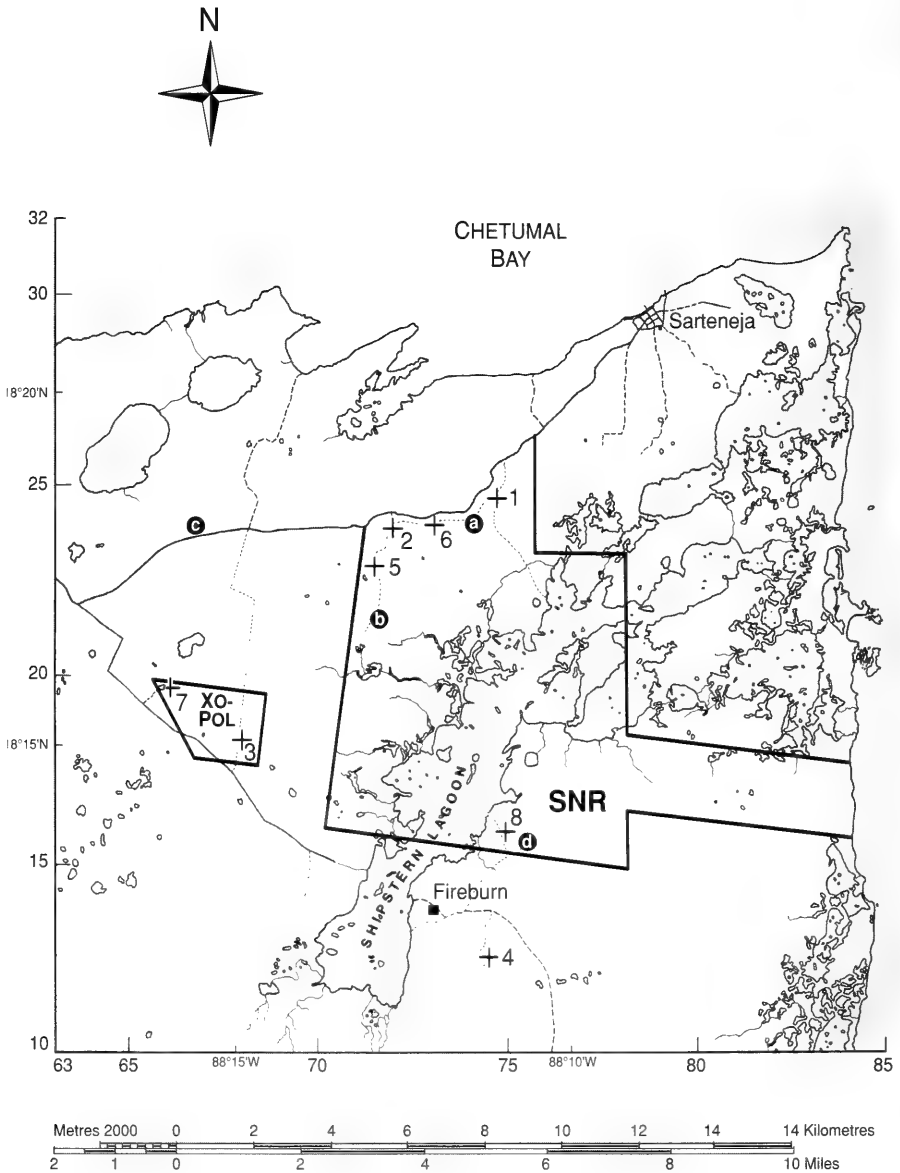 N
32
CHETUMAL
BAY
30
Sarteneja
18°20'N
25
1
c
a
2
6
5
b
20
7
XO-
POL
3
18°15'N
SHIPSTERN LAGOON
SNR
8
d
15
Fireburn
4
10
63
65
88°15'W
70
75
88°10'W
80
85
Metres 2000 0 2 4 6 8 10 12 14 14 Kilometres
2 1 0 2 4 6 8 10 Miles